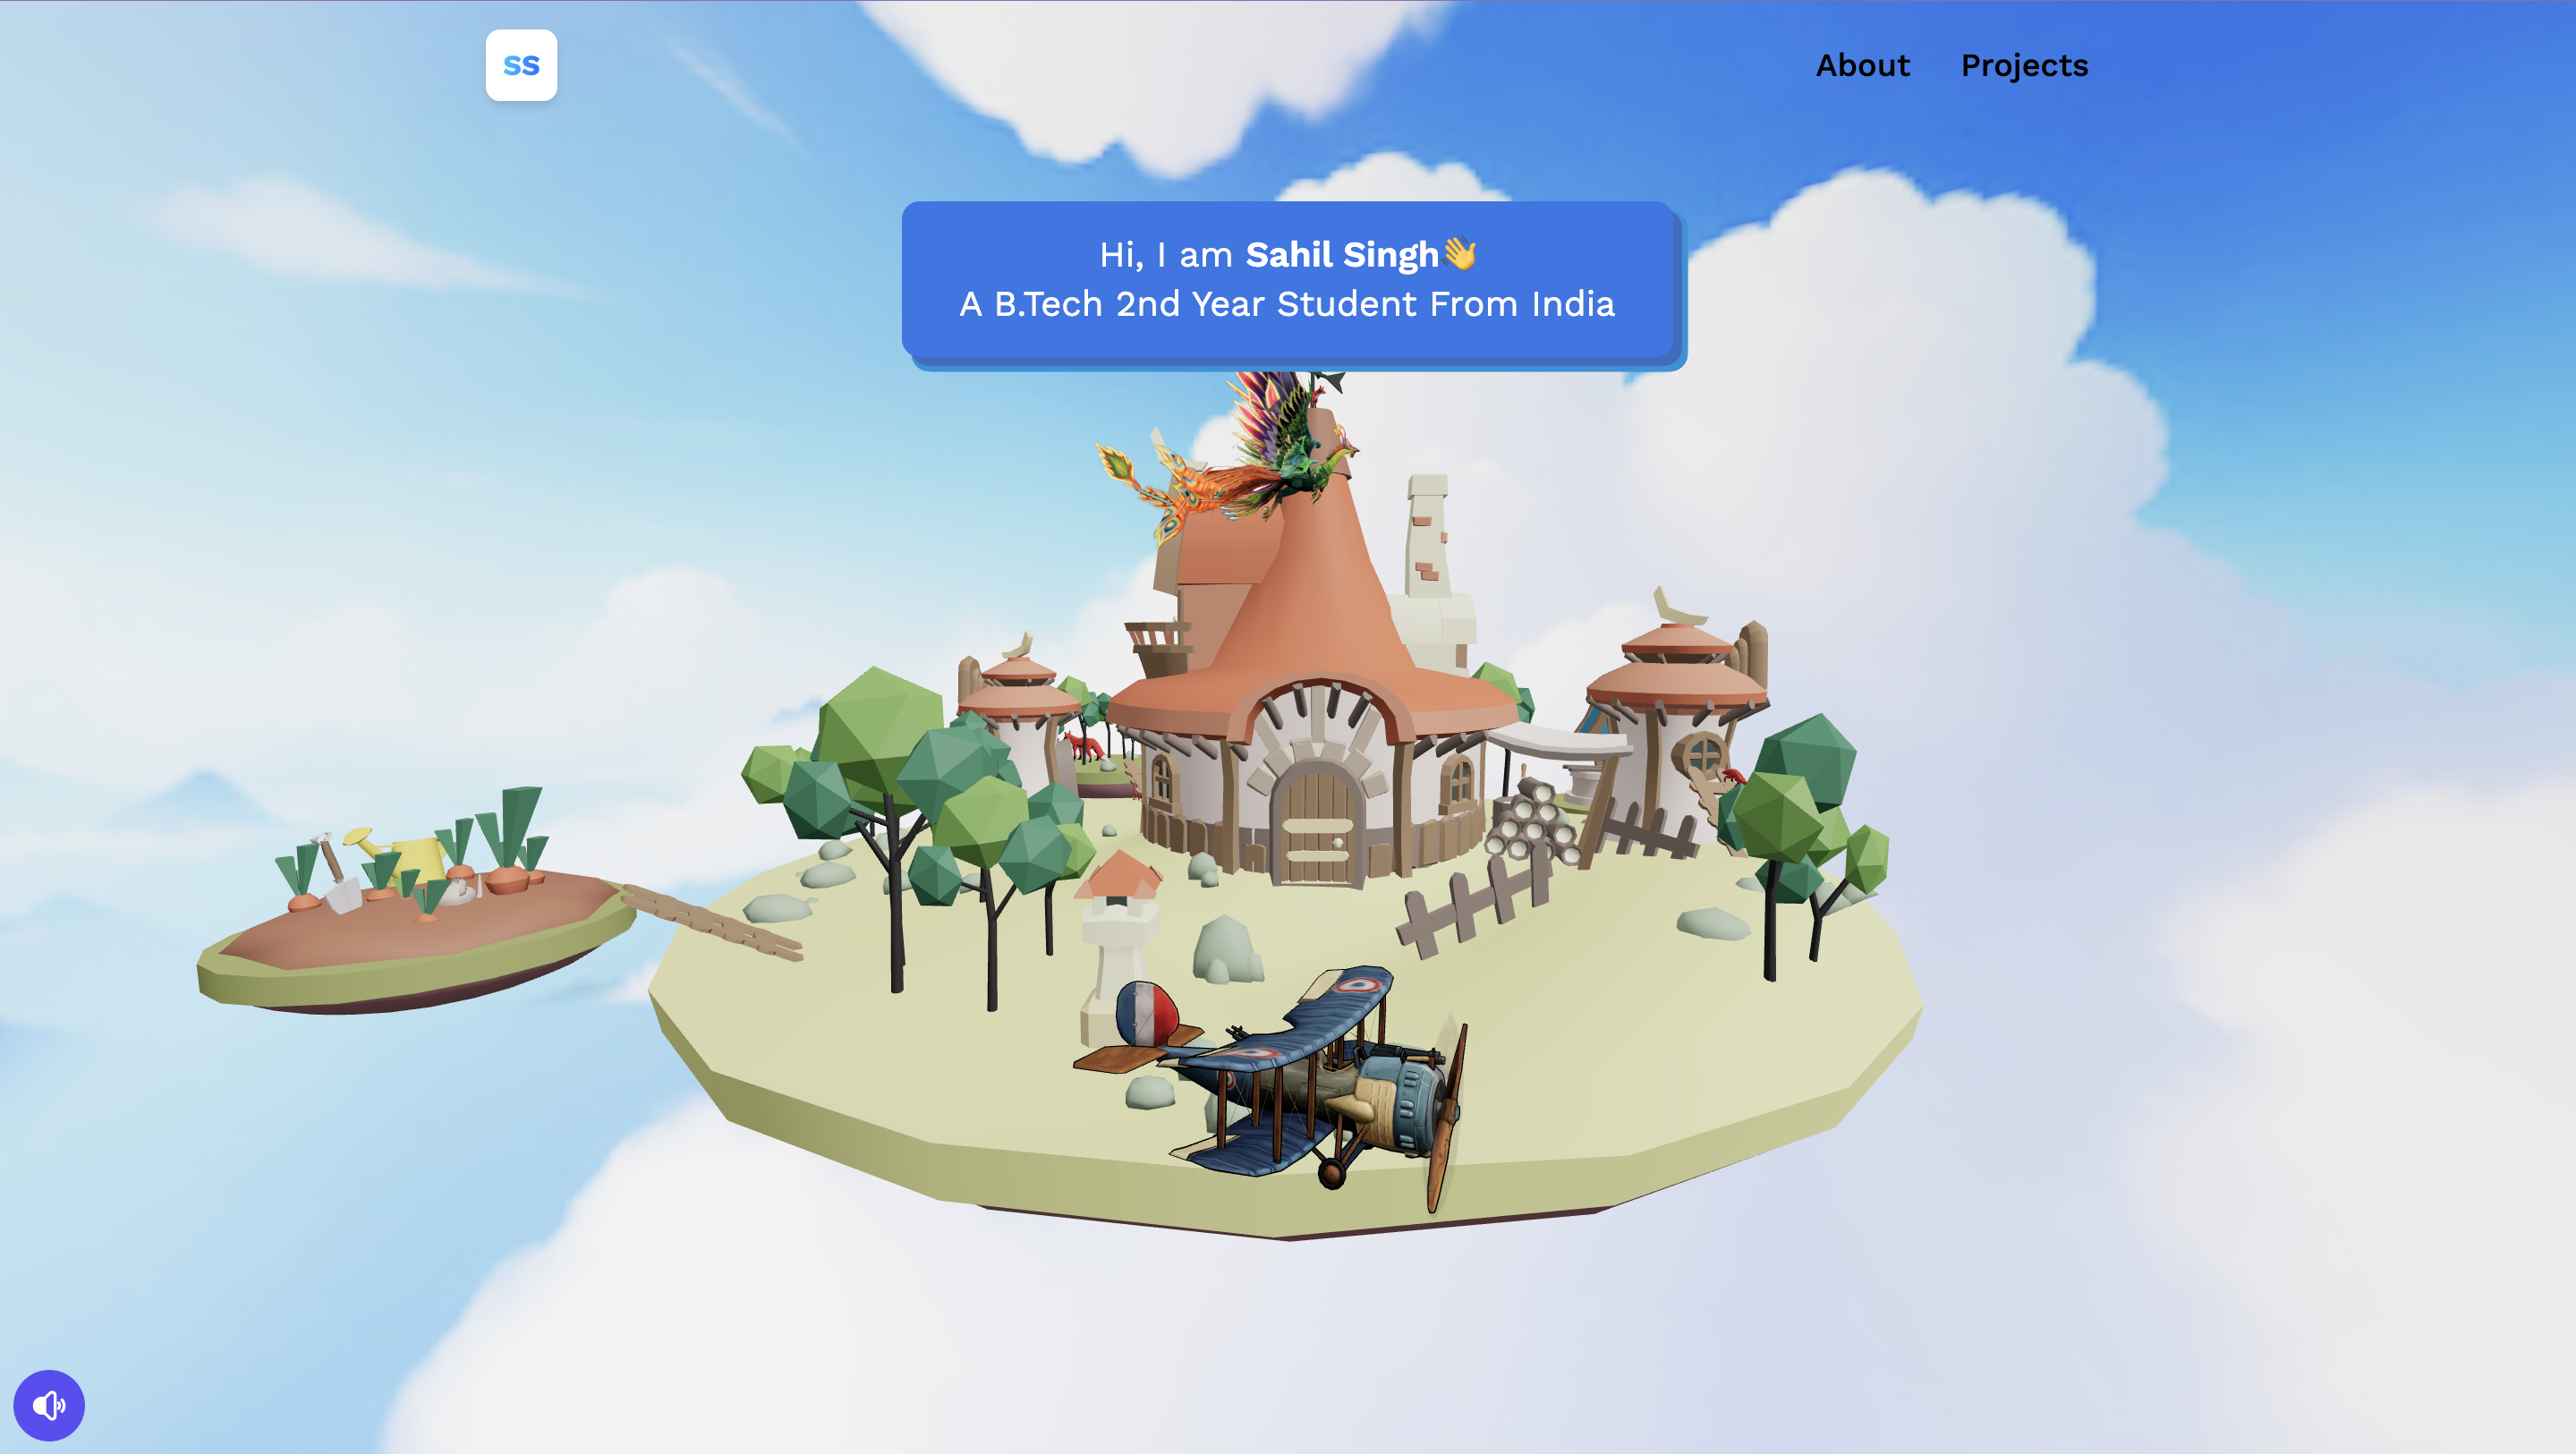 SS
About
Projects
Hi, I am Sahil Singh👋
A B.Tech 2nd Year Student From India